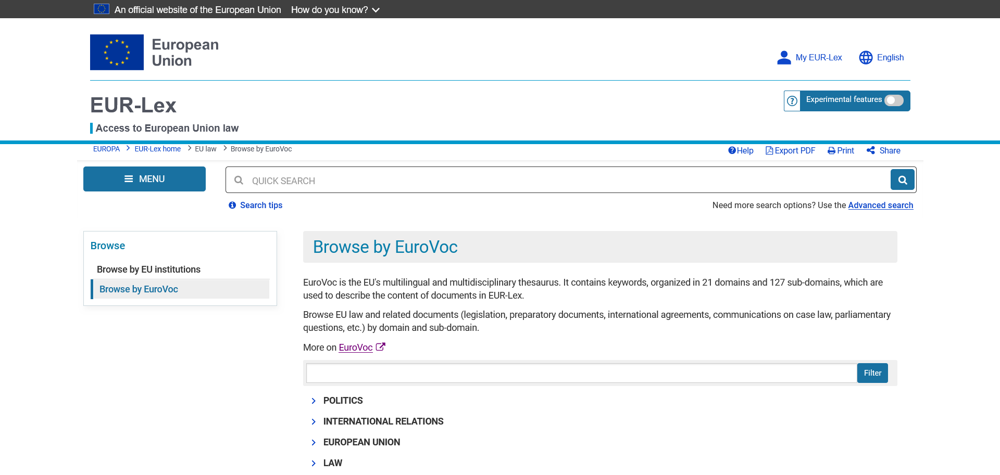 An official website of the European Union How do you know?
European
Union
My EUR-Lex English
EUR-Lex
Experimental features
Access to European Union law
EUROPA EUR-Lex home EU law Browse by EuroVoc
Help Export PDF Print Share
MENU
QUICK SEARCH
Search tips
Need more search options? Use the Advanced search
Browse
Browse by EU institutions
Browse by EuroVoc
Browse by EuroVoc
EuroVoc is the EU's multilingual and multidisciplinary thesaurus. It contains keywords, organized in 21 domains and 127 sub-domains, which are
used to describe the content of documents in EUR-Lex.
Browse EU law and related documents (legislation, preparatory documents, international agreements, communications on case law, parliamentary
questions, etc.) by domain and sub-domain.
More on EuroVoc
Filter
POLITICS
INTERNATIONAL RELATIONS
EUROPEAN UNION
LAW